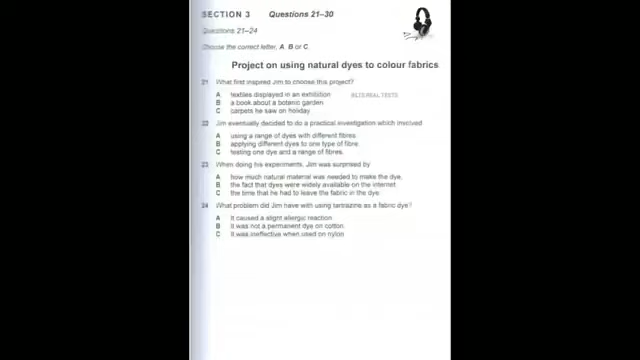 SECTION 3 Questions 21–30
Questions 21–24
Choose the correct letter, A B or C.
Project on using natural dyes to colour fabrics
21 What first inspired Jim to choose this project?
A textiles displayed in an exhibition
IELTS REAL TESTS
B a book about a botanic garden
C carpets he saw on holiday
22 Jim eventually decided to do a practical investigation which involved
A using a range of dyes with different fibres.
B applying different dyes to one type of fibre.
C testing one dye and a range of fibres.
23 When doing his experiments, Jim was surprised by
A how much natural material was needed to make the dye.
B the fact that dyes were widely available on the internet
C the time that he had to leave the fabric in the dye
24 What problem did Jim have with using tartrazine as a fabric dye?
A It caused a slight allergic reaction
B It was not a permanent dye on cotton.
C It was ineffective when used on nylon